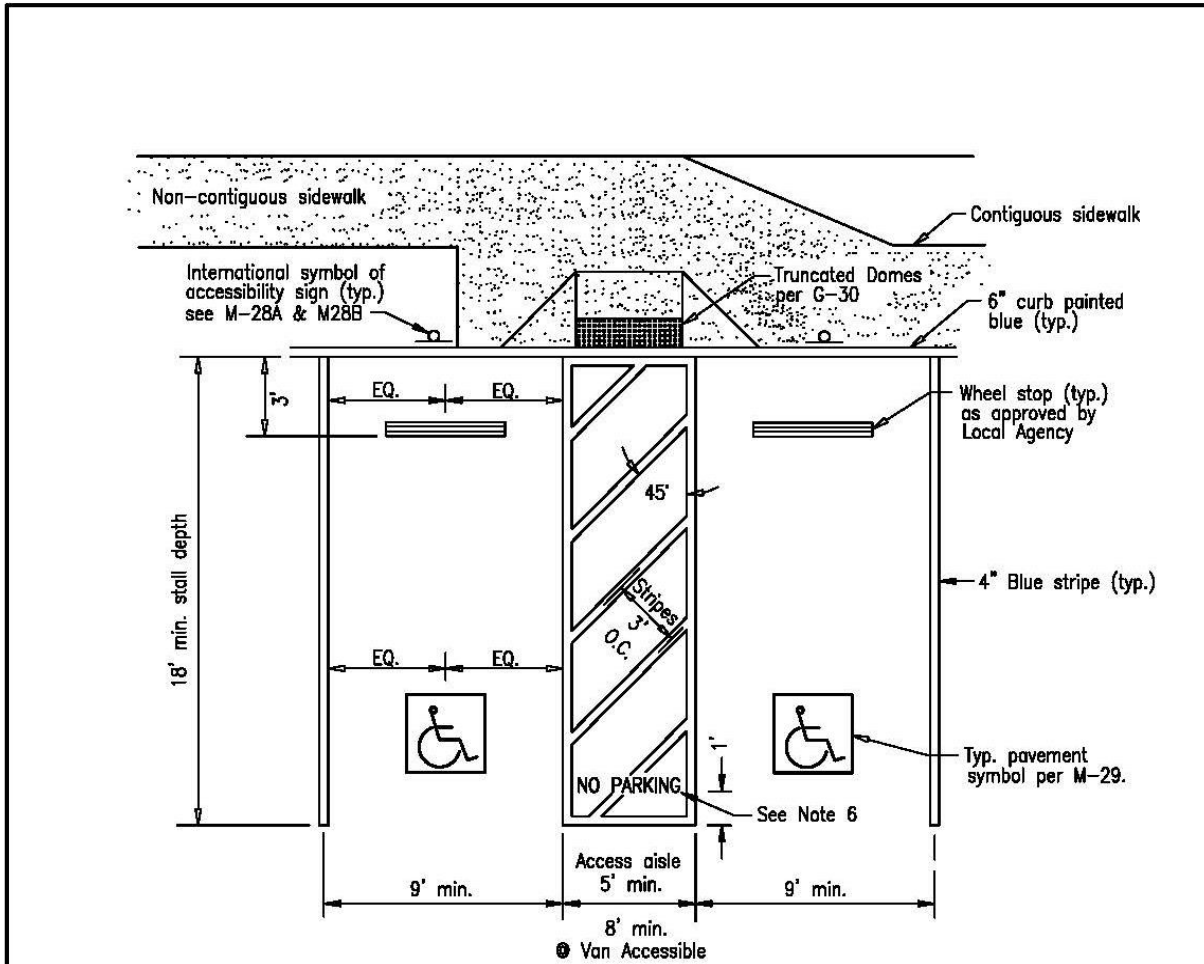 Non-contiguous sidewalk
Contiguous sidewalk
International symbol of
accessibility sign (typ.)
see M-28A & M28B
Truncated Domes
per G-30
6" curb painted
blue (typ.)
3'
EQ.
EQ.
Wheel stop (typ.)
as approved by
Local Agency
45'
18' min. stall depth
4" Blue stripe (typ.)
Stripes
3'
O.C.
EQ.
EQ.
1'
Typ. pavement
symbol per M-29.
NO PARKING
See Note 6
9' min.
Access aisle
5' min.
9' min.
8' min.
@ Van Accessible